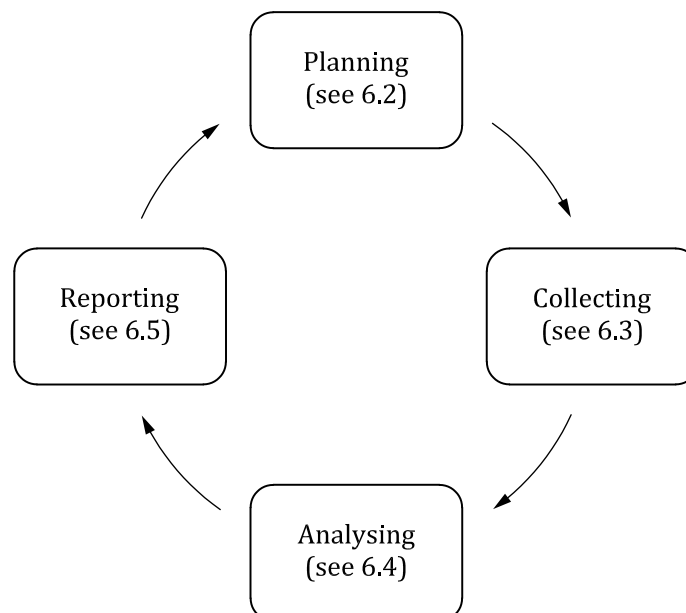 Planning
(see 6.2)
Reporting
(see 6.5)
Collecting
(see 6.3)
Analysing
(see 6.4)